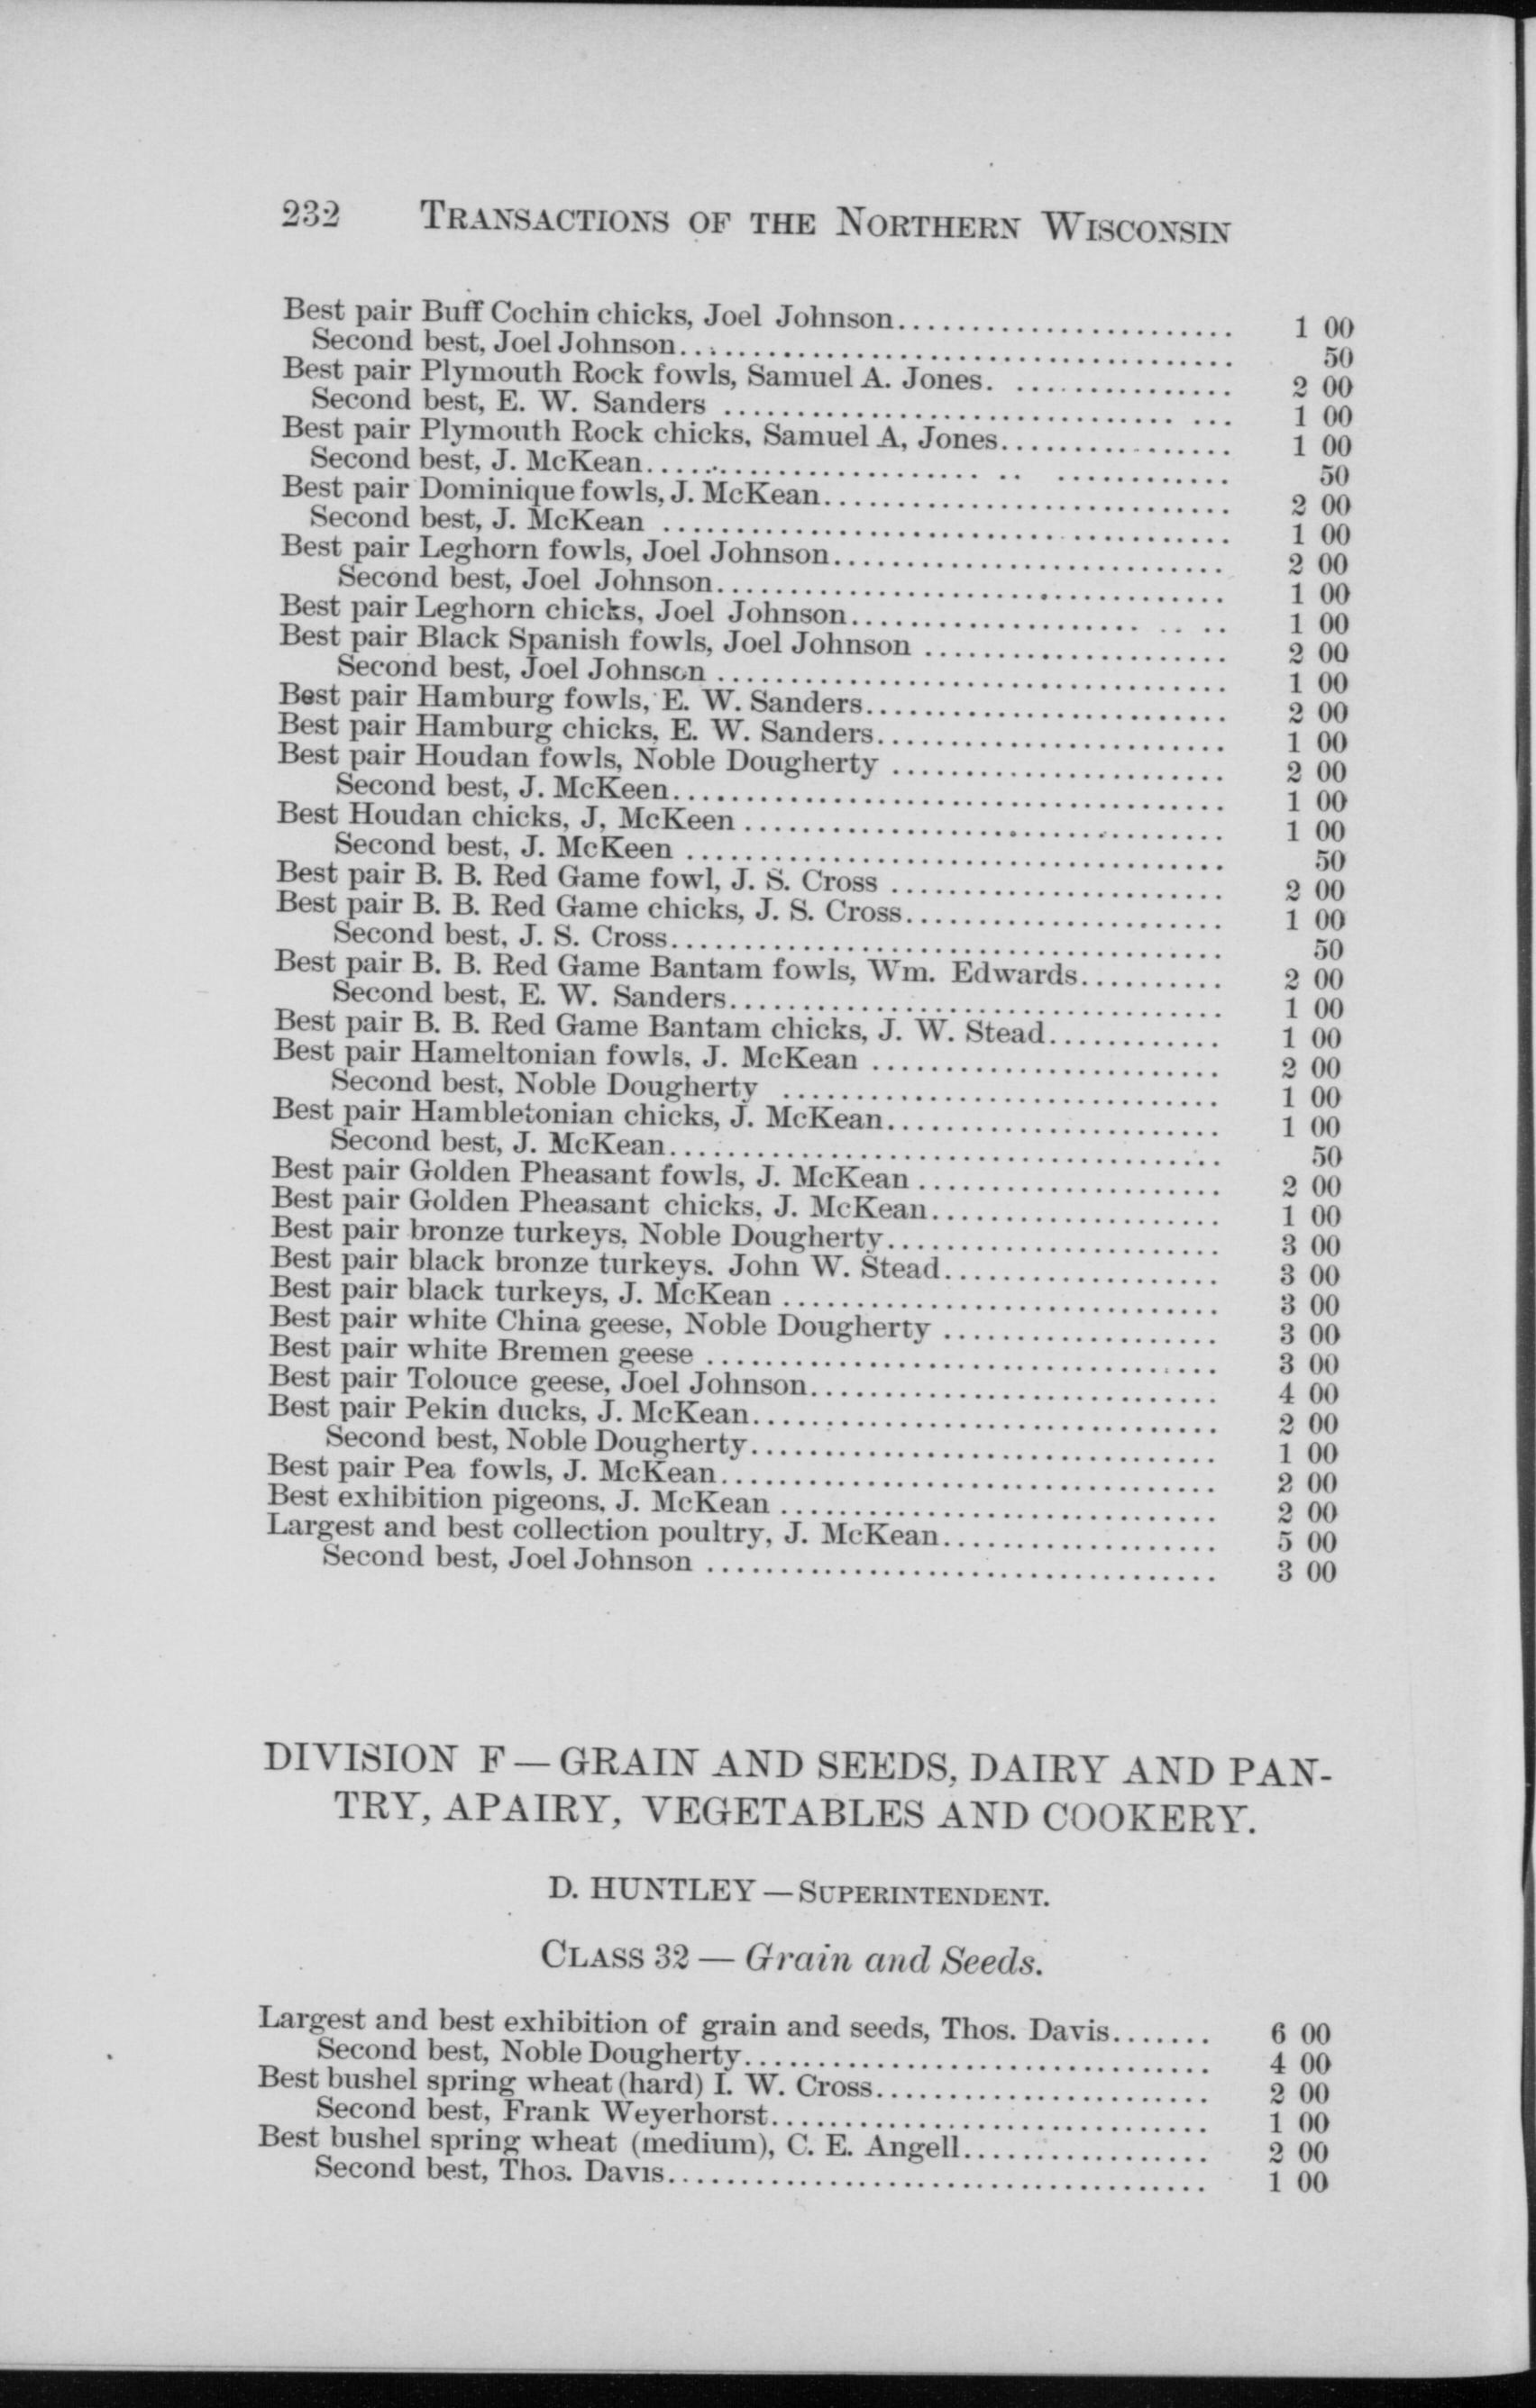 232 TRANSACTIONS OF THE NORTHERN WISCONSIN
Best pair Buff Cochin chicks, Joel Johnson........................ 1 00
Second best, Joel Johnson...................................... 50
Best pair Plymouth Rock fowls, Samuel A. Jones. ............... 2 00
Second best, E. W. Sanders .................................. 1 00
Best pair Plymouth Rock chicks, Samuel A, Jones................ 1 00
Second best, J. McKean........................ .. ............ 50
Best pair Dominique fowls, J. McKean............................ 2 00
Second best, J. McKean ...................................... 1 00
Best pair Leghorn fowls, Joel Johnson........................... 2 00
Second best, Joel Johnson................................... 1 00
Best pair Leghorn chicks, Joel Johnson.................... .. .. 1 00
Best pair Black Spanish fowls, Joel Johnson ..................... 2 00
Second best, Joel Johnson ................................... 1 00
Best pair Hamburg fowls, E. W. Sanders......................... 2 00
Best pair Hamburg chicks, E. W. Sanders........................ 1 00
Best pair Houdan fowls, Noble Dougherty ....................... 2 00
Second best, J. McKeen...................................... 1 00
Best Houdan chicks, J, McKeen ................................. 1 00
Second best, J. McKeen ..................................... 50
Best pair B. B. Red Game fowl, J. S. Cross ....................... 2 00
Best pair B. B. Red Game chicks, J. S. Cross...................... 1 00
Second best, J. S. Cross...................................... 50
Best pair B. B. Red Game Bantam fowls, Wm. Edwards.......... 2 00
Second best, E. W. Sanders.................................. 1 00
Best pair B. B. Red Game Bantam chicks, J. W. Stead............ 1 00
Best pair Hameltonian fowls, J. McKean ........................ 2 00
Second best, Noble Dougherty .............................. 1 00
Best pair Hambletonian chicks, J. McKean....................... 1 00
Second best, J. McKean...................................... 50
Best pair Golden Pheasant fowls, J. McKean ..................... 2 00
Best pair Golden Pheasant chicks, J. McKean.................... 1 00
Best pair bronze turkeys, Noble Dougherty....................... 3 00
Best pair black bronze turkeys. John W. Stead................... 3 00
Best pair black turkeys, J. McKean .............................. 3 00
Best pair white China geese, Noble Dougherty ................... 3 00
Best pair white Bremen geese ................................... 3 00
Best pair Tolouce geese, Joel Johnson............................ 4 00
Best pair Pekin ducks, J. McKean................................ 2 00
Second best, Noble Dougherty................................ 1 00
Best pair Pea fowls, J. McKean.................................. 2 00
Best exhibition pigeons, J. McKean .............................. 2 00
Largest and best collection poultry, J. McKean................... 5 00
Second best, Joel Johnson ................................... 3 00
DIVISION F — GRAIN AND SEEDS, DAIRY AND PAN-
TRY, APAIRY, VEGETABLES AND COOKERY.
D. HUNTLEY — SUPERINTENDENT.
CLASS 32 — Grain and Seeds.
Largest and best exhibition of grain and seeds, Thos. Davis....... 6 00
Second best, Noble Dougherty................................ 4 00
Best bushel spring wheat (hard) I. W. Cross....................... 2 00
Second best, Frank Weyerhorst.............................. 1 00
Best bushel spring wheat (medium), C. E. Angell................. 2 00
Second best, Thos. Davis..................................... 1 00